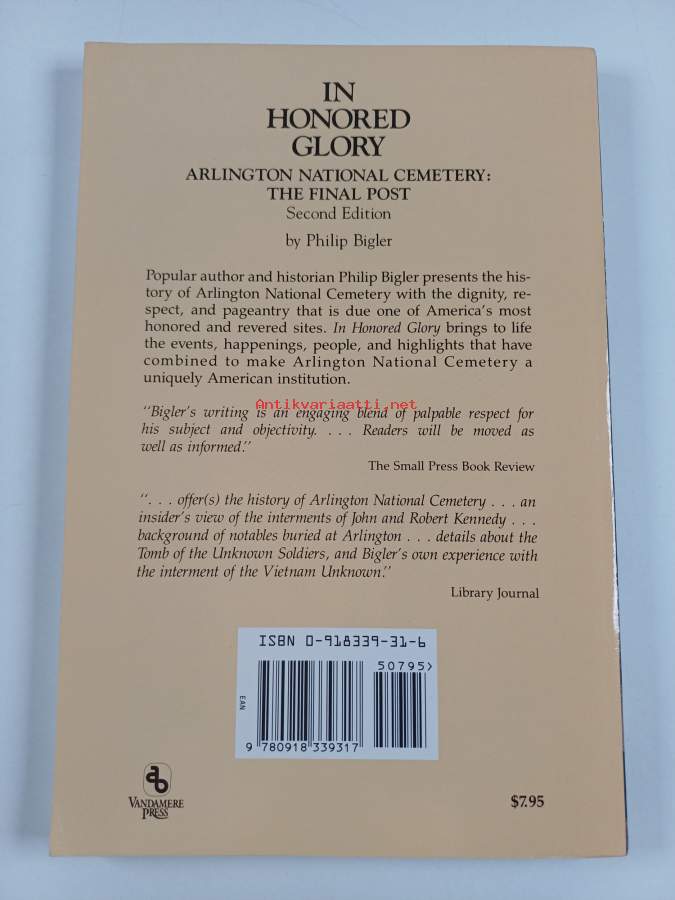 IN
HONORED
GLORY
ARLINGTON NATIONAL CEMETERY:
THE FINAL POST
Second Edition
by Philip Bigler
Popular author and historian Philip Bigler presents the his-
tory of Arlington National Cemetery with the dignity, re-
spect, and pageantry that is due one of America's most
honored and revered sites. In Honored Glory brings to life
the events, happenings, people, and highlights that have
combined to make Arlington National Cemetery a
uniquely American institution.
Antikvariaatti.net
"Bigler's writing is an engaging blend of palpable respect for
his subject and objectivity. . . . Readers will be moved as
well as informed."
The Small Press Book Review
". . . offer(s) the history of Arlington National Cemetery . . . an
insider's view of the interments of John and Robert Kennedy . . .
background of notables buried at Arlington . . . details about the
Tomb of the Unknown Soldiers, and Bigler's own experience with
the interment of the Vietnam Unknown."
Library Journal
ISBN 0-918339-31-6
50795>
EAN
9 780918 339317
ab
VANDAMERE
PRESS
$7.95